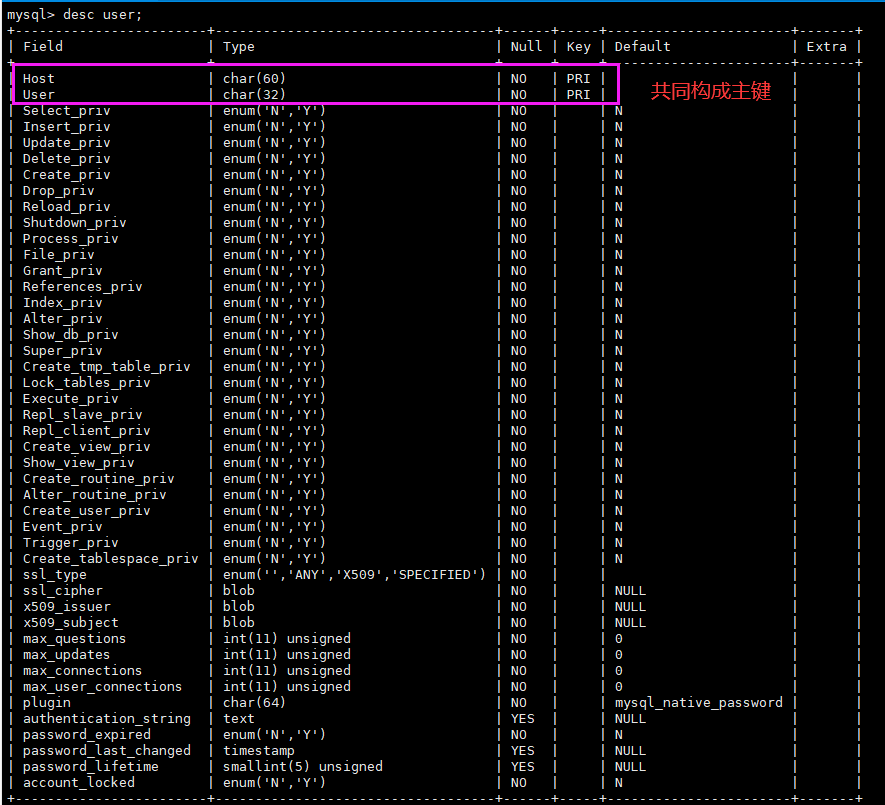 mysql> desc user;
+------------------------+-----------------------------------+------+-----+-----------------------+-------+
| Field                  | Type                              | Null | Key | Default               | Extra |
+------------------------+-----------------------------------+------+-----+-----------------------+-------+
| Host                   | char(60)                          | NO   | PRI |                       |       |
| User                   | char(32)                          | NO   | PRI | 共同构成主键          |       |
| Select_priv            | enum('N','Y')                     | NO   |     | N                     |       |
| Insert_priv            | enum('N','Y')                     | NO   |     | N                     |       |
| Update_priv            | enum('N','Y')                     | NO   |     | N                     |       |
| Delete_priv            | enum('N','Y')                     | NO   |     | N                     |       |
| Create_priv            | enum('N','Y')                     | NO   |     | N                     |       |
| Drop_priv              | enum('N','Y')                     | NO   |     | N                     |       |
| Reload_priv            | enum('N','Y')                     | NO   |     | N                     |       |
| Shutdown_priv          | enum('N','Y')                     | NO   |     | N                     |       |
| Process_priv           | enum('N','Y')                     | NO   |     | N                     |       |
| File_priv              | enum('N','Y')                     | NO   |     | N                     |       |
| Grant_priv             | enum('N','Y')                     | NO   |     | N                     |       |
| References_priv        | enum('N','Y')                     | NO   |     | N                     |       |
| Index_priv             | enum('N','Y')                     | NO   |     | N                     |       |
| Alter_priv             | enum('N','Y')                     | NO   |     | N                     |       |
| Show_db_priv           | enum('N','Y')                     | NO   |     | N                     |       |
| Super_priv             | enum('N','Y')                     | NO   |     | N                     |       |
| Create_tmp_table_priv  | enum('N','Y')                     | NO   |     | N                     |       |
| Lock_tables_priv       | enum('N','Y')                     | NO   |     | N                     |       |
| Execute_priv           | enum('N','Y')                     | NO   |     | N                     |       |
| Repl_slave_priv        | enum('N','Y')                     | NO   |     | N                     |       |
| Repl_client_priv       | enum('N','Y')                     | NO   |     | N                     |       |
| Create_view_priv       | enum('N','Y')                     | NO   |     | N                     |       |
| Show_view_priv         | enum('N','Y')                     | NO   |     | N                     |       |
| Create_routine_priv    | enum('N','Y')                     | NO   |     | N                     |       |
| Alter_routine_priv     | enum('N','Y')                     | NO   |     | N                     |       |
| Create_user_priv       | enum('N','Y')                     | NO   |     | N                     |       |
| Event_priv             | enum('N','Y')                     | NO   |     | N                     |       |
| Trigger_priv           | enum('N','Y')                     | NO   |     | N                     |       |
| Create_tablespace_priv | enum('N','Y')                     | NO   |     | N                     |       |
| ssl_type               | enum('','ANY','X509','SPECIFIED') | NO   |     |                       |       |
| ssl_cipher             | blob                              | NO   |     | NULL                  |       |
| x509_issuer            | blob                              | NO   |     | NULL                  |       |
| x509_subject           | blob                              | NO   |     | NULL                  |       |
| max_questions          | int(11) unsigned                  | NO   |     | 0                     |       |
| max_updates            | int(11) unsigned                  | NO   |     | 0                     |       |
| max_connections        | int(11) unsigned                  | NO   |     | 0                     |       |
| max_user_connections   | int(11) unsigned                  | NO   |     | 0                     |       |
| plugin                 | char(64)                          | NO   |     | mysql_native_password |       |
| authentication_string  | text                              | YES  |     | NULL                  |       |
| password_expired       | enum('N','Y')                     | NO   |     | N                     |       |
| password_last_changed  | timestamp                         | YES  |     | NULL                  |       |
| password_lifetime      | smallint(5) unsigned              | YES  |     | NULL                  |       |
| account_locked         | enum('N','Y')                     | NO   |     | N                     |       |
+------------------------+-----------------------------------+------+-----+-----------------------+-------+